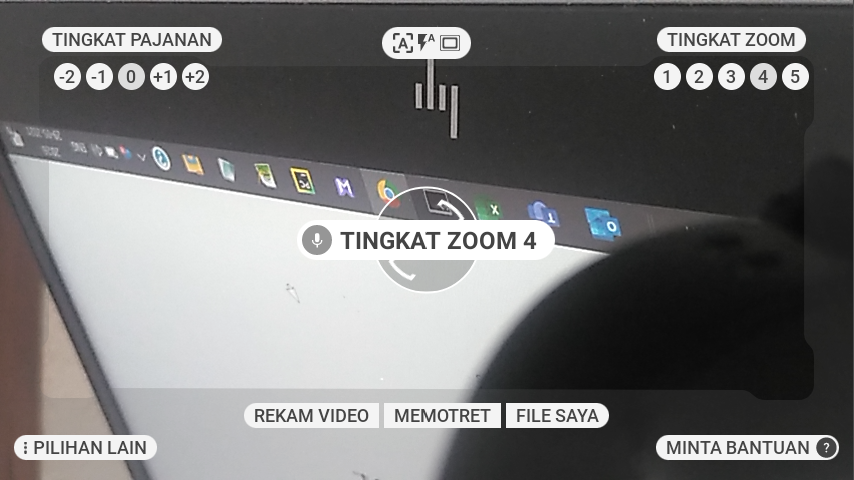 TINGKAT PAJANAN
-2 -1 0 +1 +2
A A
TINGKAT ZOOM
1 2 3 4 5
ENG
TINGKAT ZOOM 4
REKAM VIDEO
MEMOTRET
FILE SAYA
PILIHAN LAIN
MINTA BANTUAN ?